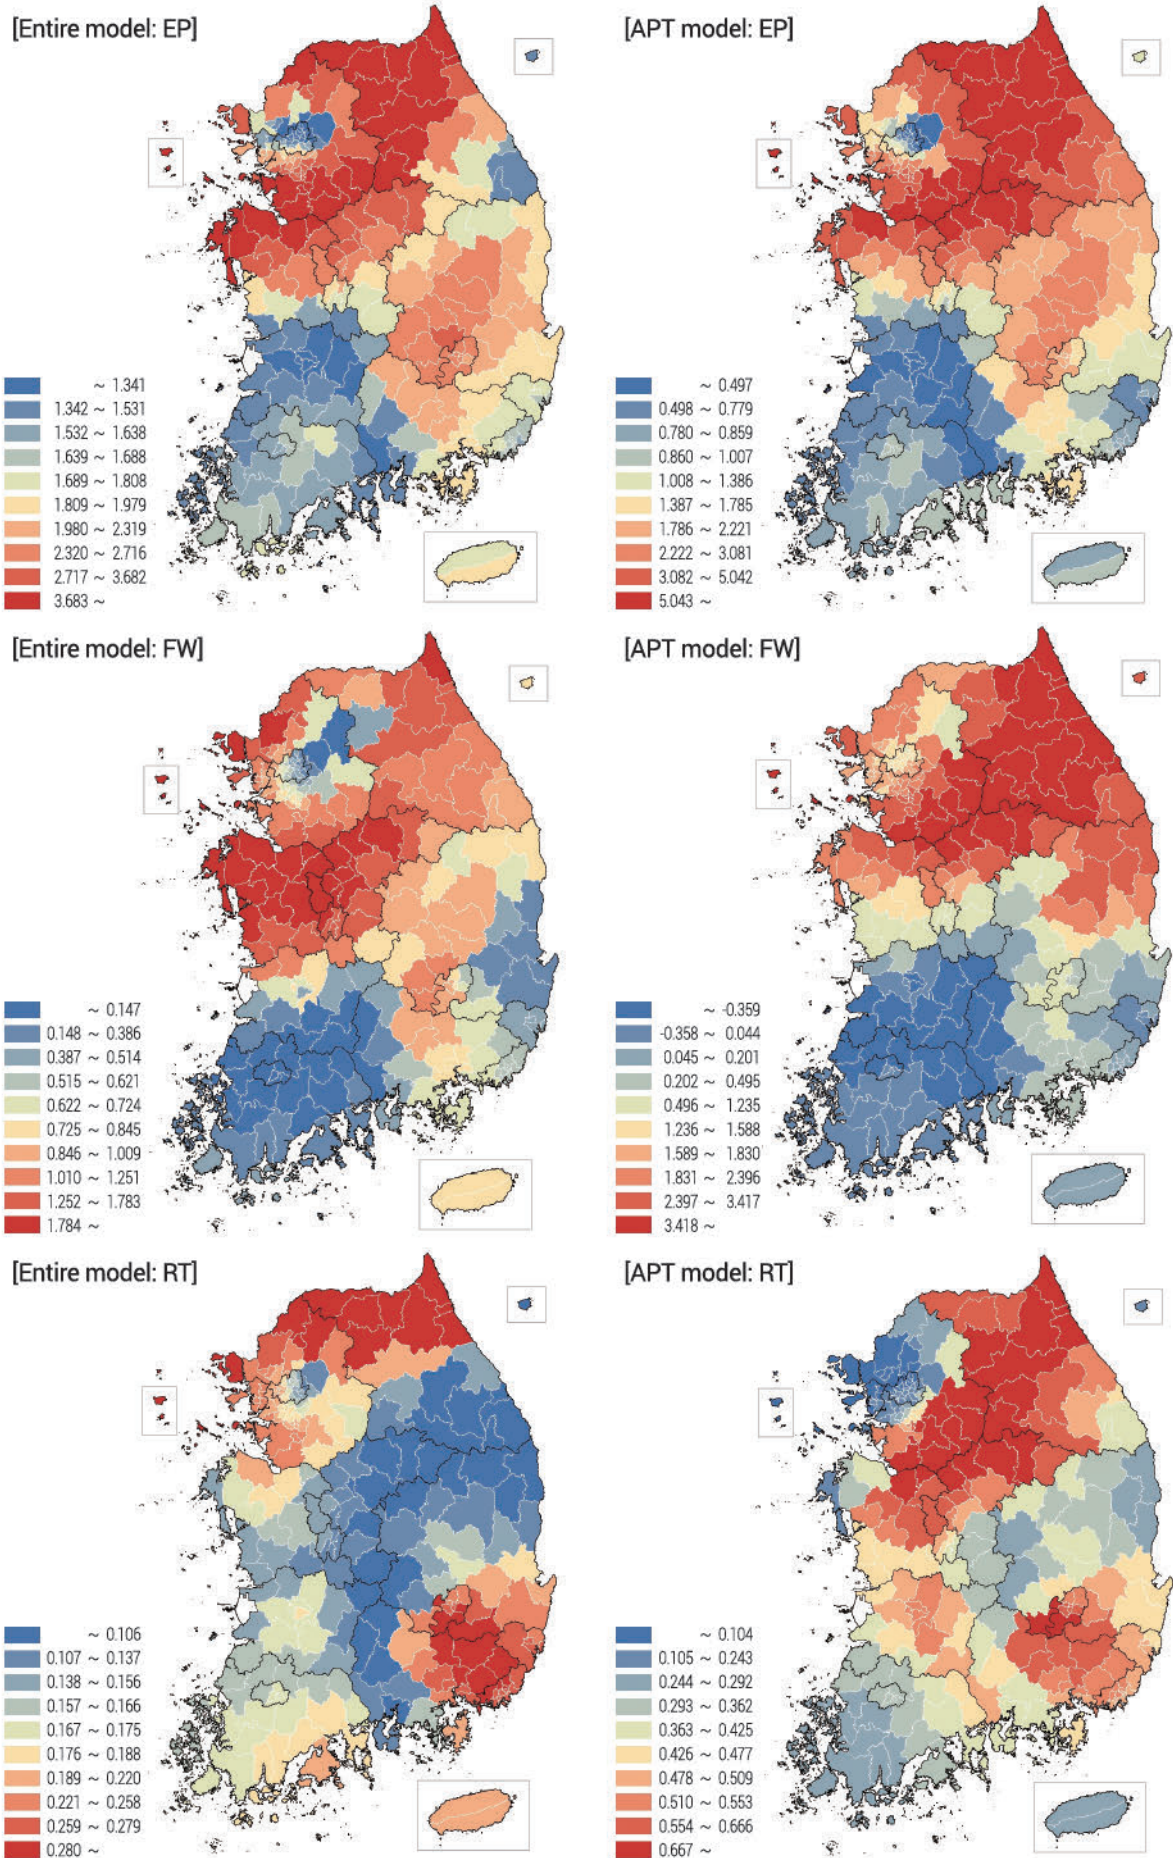 [Entire model: EP]
~ 1.341
1.342 ~ 1.531
1.532 ~ 1.638
1.639 ~ 1.688
1.689 ~ 1.808
1.809 ~ 1.979
1.980 ~ 2.319
2.320 ~ 2.716
2.717 ~ 3.682
3.683 ~
[APT model: EP]
~ 0.497
0.498 ~ 0.779
0.780 ~ 0.859
0.860 ~ 1.007
1.008 ~ 1.386
1.387 ~ 1.785
1.786 ~ 2.221
2.222 ~ 3.081
3.082 ~ 5.042
5.043 ~
[Entire model: FW]
~ 0.147
0.148 ~ 0.386
0.387 ~ 0.514
0.515 ~ 0.621
0.622 ~ 0.724
0.725 ~ 0.845
0.846 ~ 1.009
1.010 ~ 1.251
1.252 ~ 1.783
1.784 ~
[APT model: FW]
~ -0.359
-0.358 ~ 0.044
0.045 ~ 0.201
0.202 ~ 0.495
0.496 ~ 1.235
1.236 ~ 1.588
1.589 ~ 1.830
1.831 ~ 2.396
2.397 ~ 3.417
3.418 ~
[Entire model: RT]
~ 0.106
0.107 ~ 0.137
0.138 ~ 0.156
0.157 ~ 0.166
0.167 ~ 0.175
0.176 ~ 0.188
0.189 ~ 0.220
0.221 ~ 0.258
0.259 ~ 0.279
0.280 ~
[APT model: RT]
~ 0.104
0.105 ~ 0.243
0.244 ~ 0.292
0.293 ~ 0.362
0.363 ~ 0.425
0.426 ~ 0.477
0.478 ~ 0.509
0.510 ~ 0.553
0.554 ~ 0.666
0.667 ~